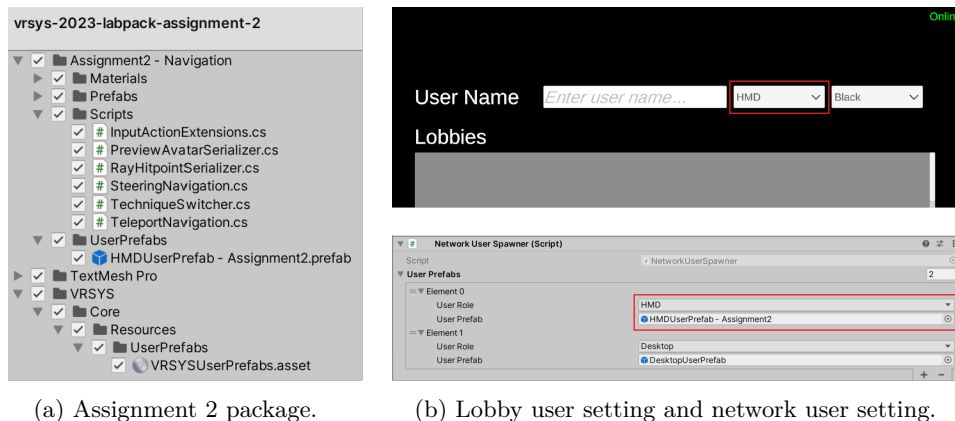 vrsys-2023-labpack-assignment-2
Assignment2 - Navigation
Materials
Prefabs
Scripts
# InputActionExtensions.cs
# PreviewAvatarSerializer.cs
# RayHitpointSerializer.cs
# SteeringNavigation.cs
# TechniqueSwitcher.cs
# TeleportNavigation.cs
UserPrefabs
HMDUserPrefab - Assignment2.prefab
TextMesh Pro
VRSYS
Core
Resources
UserPrefabs
VRSYSUserPrefabs.asset
(a) Assignment 2 package.
Onlin
User Name Enter user name... HMD Black
Lobbies
# Network User Spawner (Script)
Script # NetworkUserSpawner
User Prefabs 2
Element 0
User Role HMD
User Prefab HMDUserPrefab - Assignment2
Element 1
User Role Desktop
User Prefab DesktopUserPrefab
+ -
(b) Lobby user setting and network user setting.